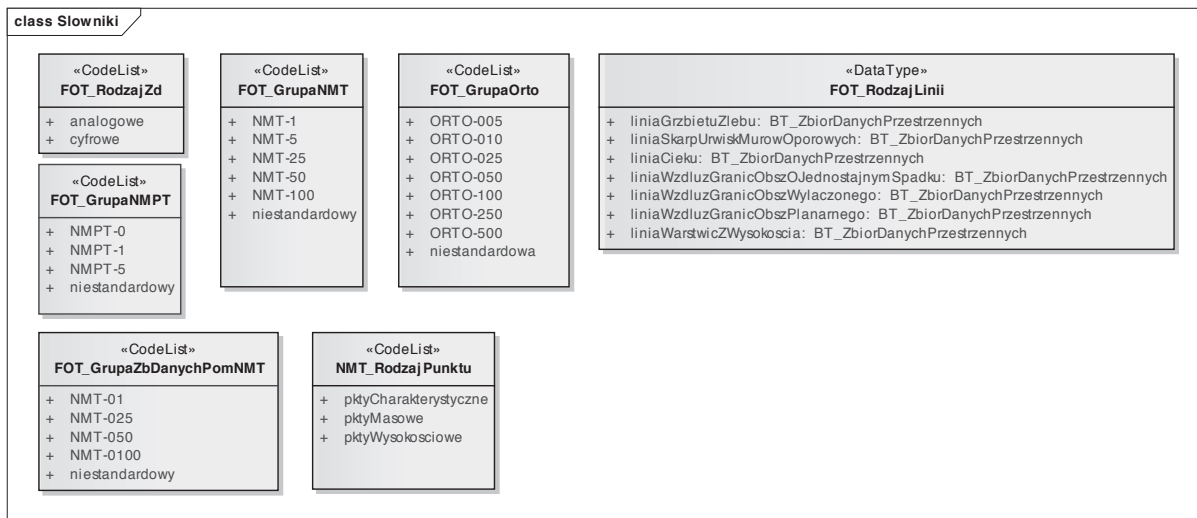 class Slowniki
«CodeList»
FOT_RodzajZd
+ analogowe
+ cyfrowe
«CodeList»
FOT_GrupaNMT
+ NMT-1
+ NMT-5
+ NMT-25
+ NMT-50
+ NMT-100
+ niestandardowy
«CodeList»
FOT_GrupaOrto
+ ORTO-005
+ ORTO-010
+ ORTO-025
+ ORTO-050
+ ORTO-100
+ ORTO-250
+ ORTO-500
+ niestandardowa
«DataType»
FOT_RodzajLinii
+ liniaGrzbietuZlebu: BT_ZbiorDanychPrzestrzennych
+ liniaSkarpUrwiskMurowOporowych: BT_ZbiorDanychPrzestrzennych
+ liniaCieku: BT_ZbiorDanychPrzestrzennych
+ liniaWzdluzGranicObszOJednostajnymSpadku: BT_ZbiorDanychPrzestrzennych
+ liniaWzdluzGranicObszWylaczonego: BT_ZbiorDanychPrzestrzennych
+ liniaWzdluzGranicObszPlanarnego: BT_ZbiorDanychPrzestrzennych
+ liniaWarstwicZWysokoscia: BT_ZbiorDanychPrzestrzennych
«CodeList»
FOT_GrupaNMPT
+ NMPT-0
+ NMPT-1
+ NMPT-5
+ niestandardowy
«CodeList»
FOT_GrupaZbDanychPomNMT
+ NMT-01
+ NMT-025
+ NMT-050
+ NMT-0100
+ niestandardowy
«CodeList»
NMT_RodzajPunktu
+ pktyCharakterystyczne
+ pktyMasowe
+ pktyWysokosciowe